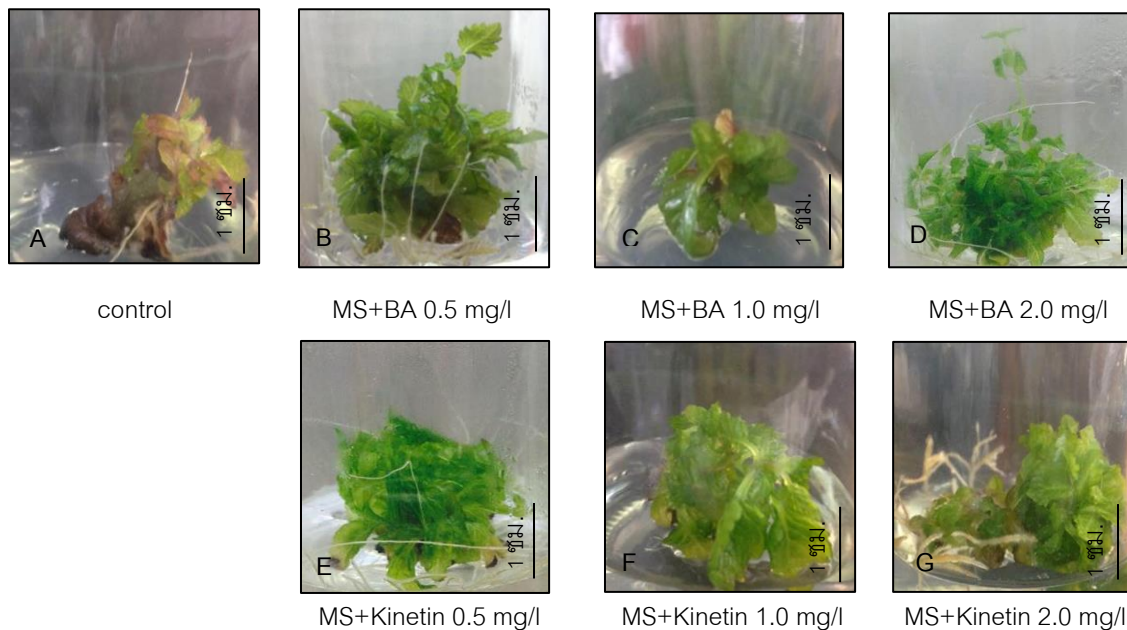 A
1 ซม.
B
1 ซม.
C
1 ซม.
D
1 ซม.
control
MS+BA 0.5 mg/l
MS+BA 1.0 mg/l
MS+BA 2.0 mg/l
E
1 ซม.
F
1 ซม.
G
1 ซม.
MS+Kinetin 0.5 mg/l
MS+Kinetin 1.0 mg/l
MS+Kinetin 2.0 mg/l